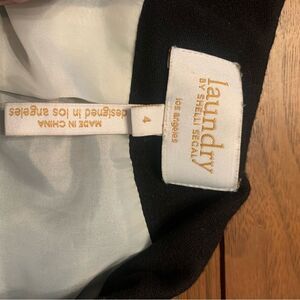 laundry
BY SHELLI SEGAL
los angeles
4
designed in los angeles
MADE IN CHINA